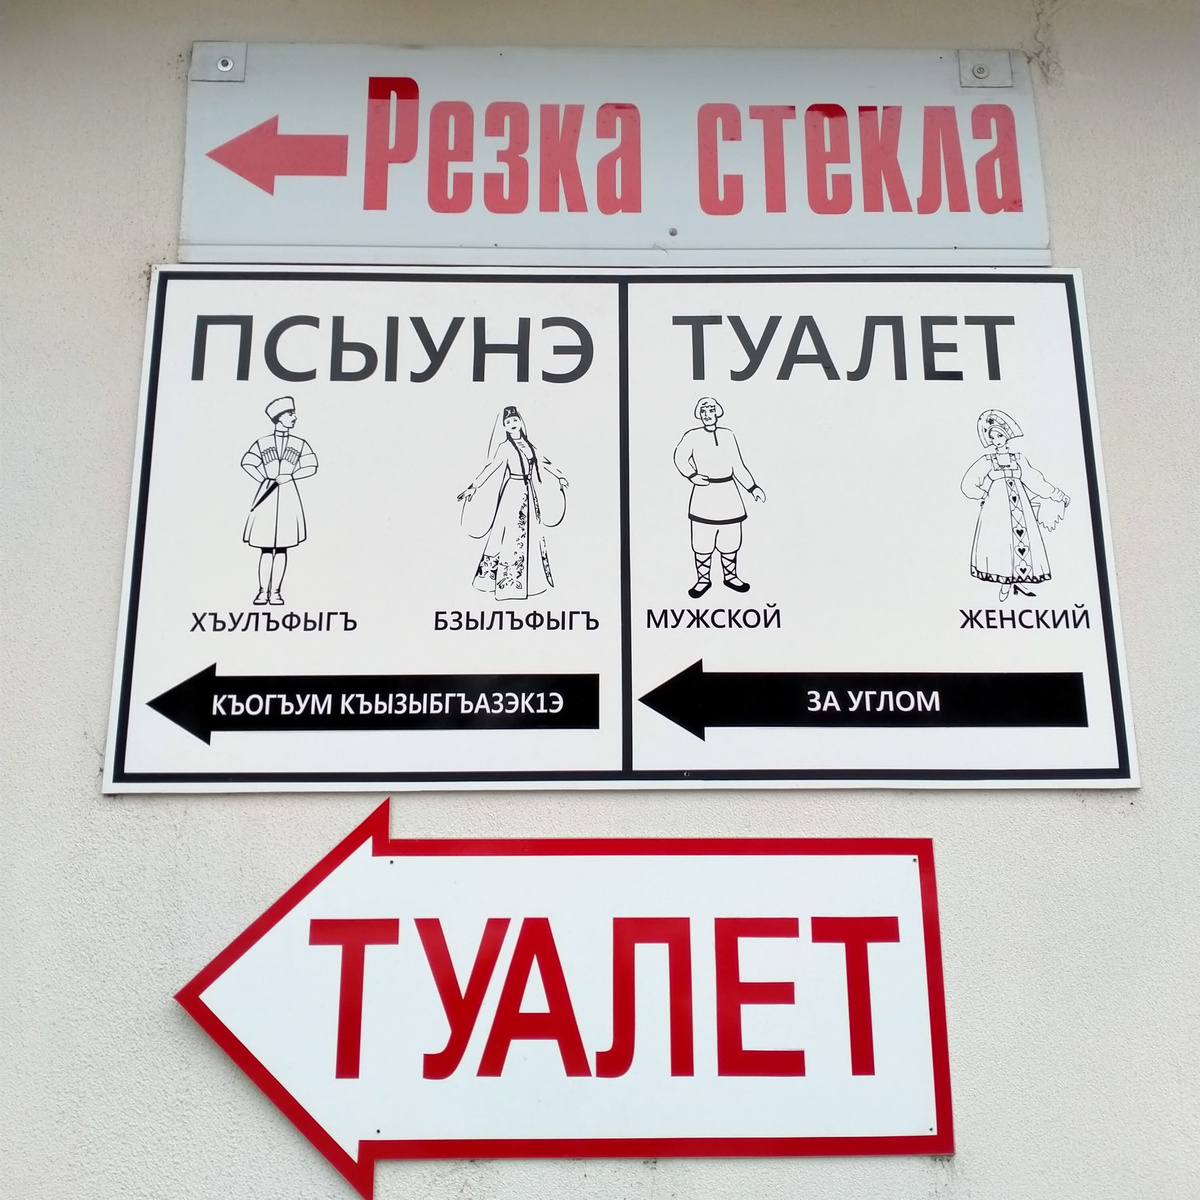 Резка стекла
ПСЫУНЭ
ХЪУЛЪФЫГЪ
БЗЫЛЪФЫГЪ
КЪОГЪУМ КЪЫЗЫБГЪАЗЭК1Э
ТУАЛЕТ
МУЖСКОЙ
ЖЕНСКИЙ
ЗА УГЛОМ
ТУАЛЕТ